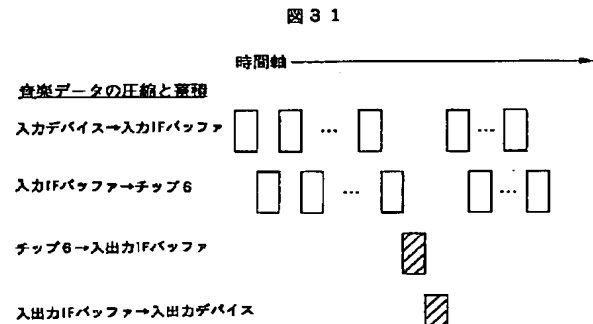 図31
時間軸
音楽データの圧縮と蓄積
入力デバイス→入力IFバッファ
...
...
入力IFバッファ→チップ6
...
...
チップ6→入出力IFバッファ
入出力IFバッファ→入出力デバイス